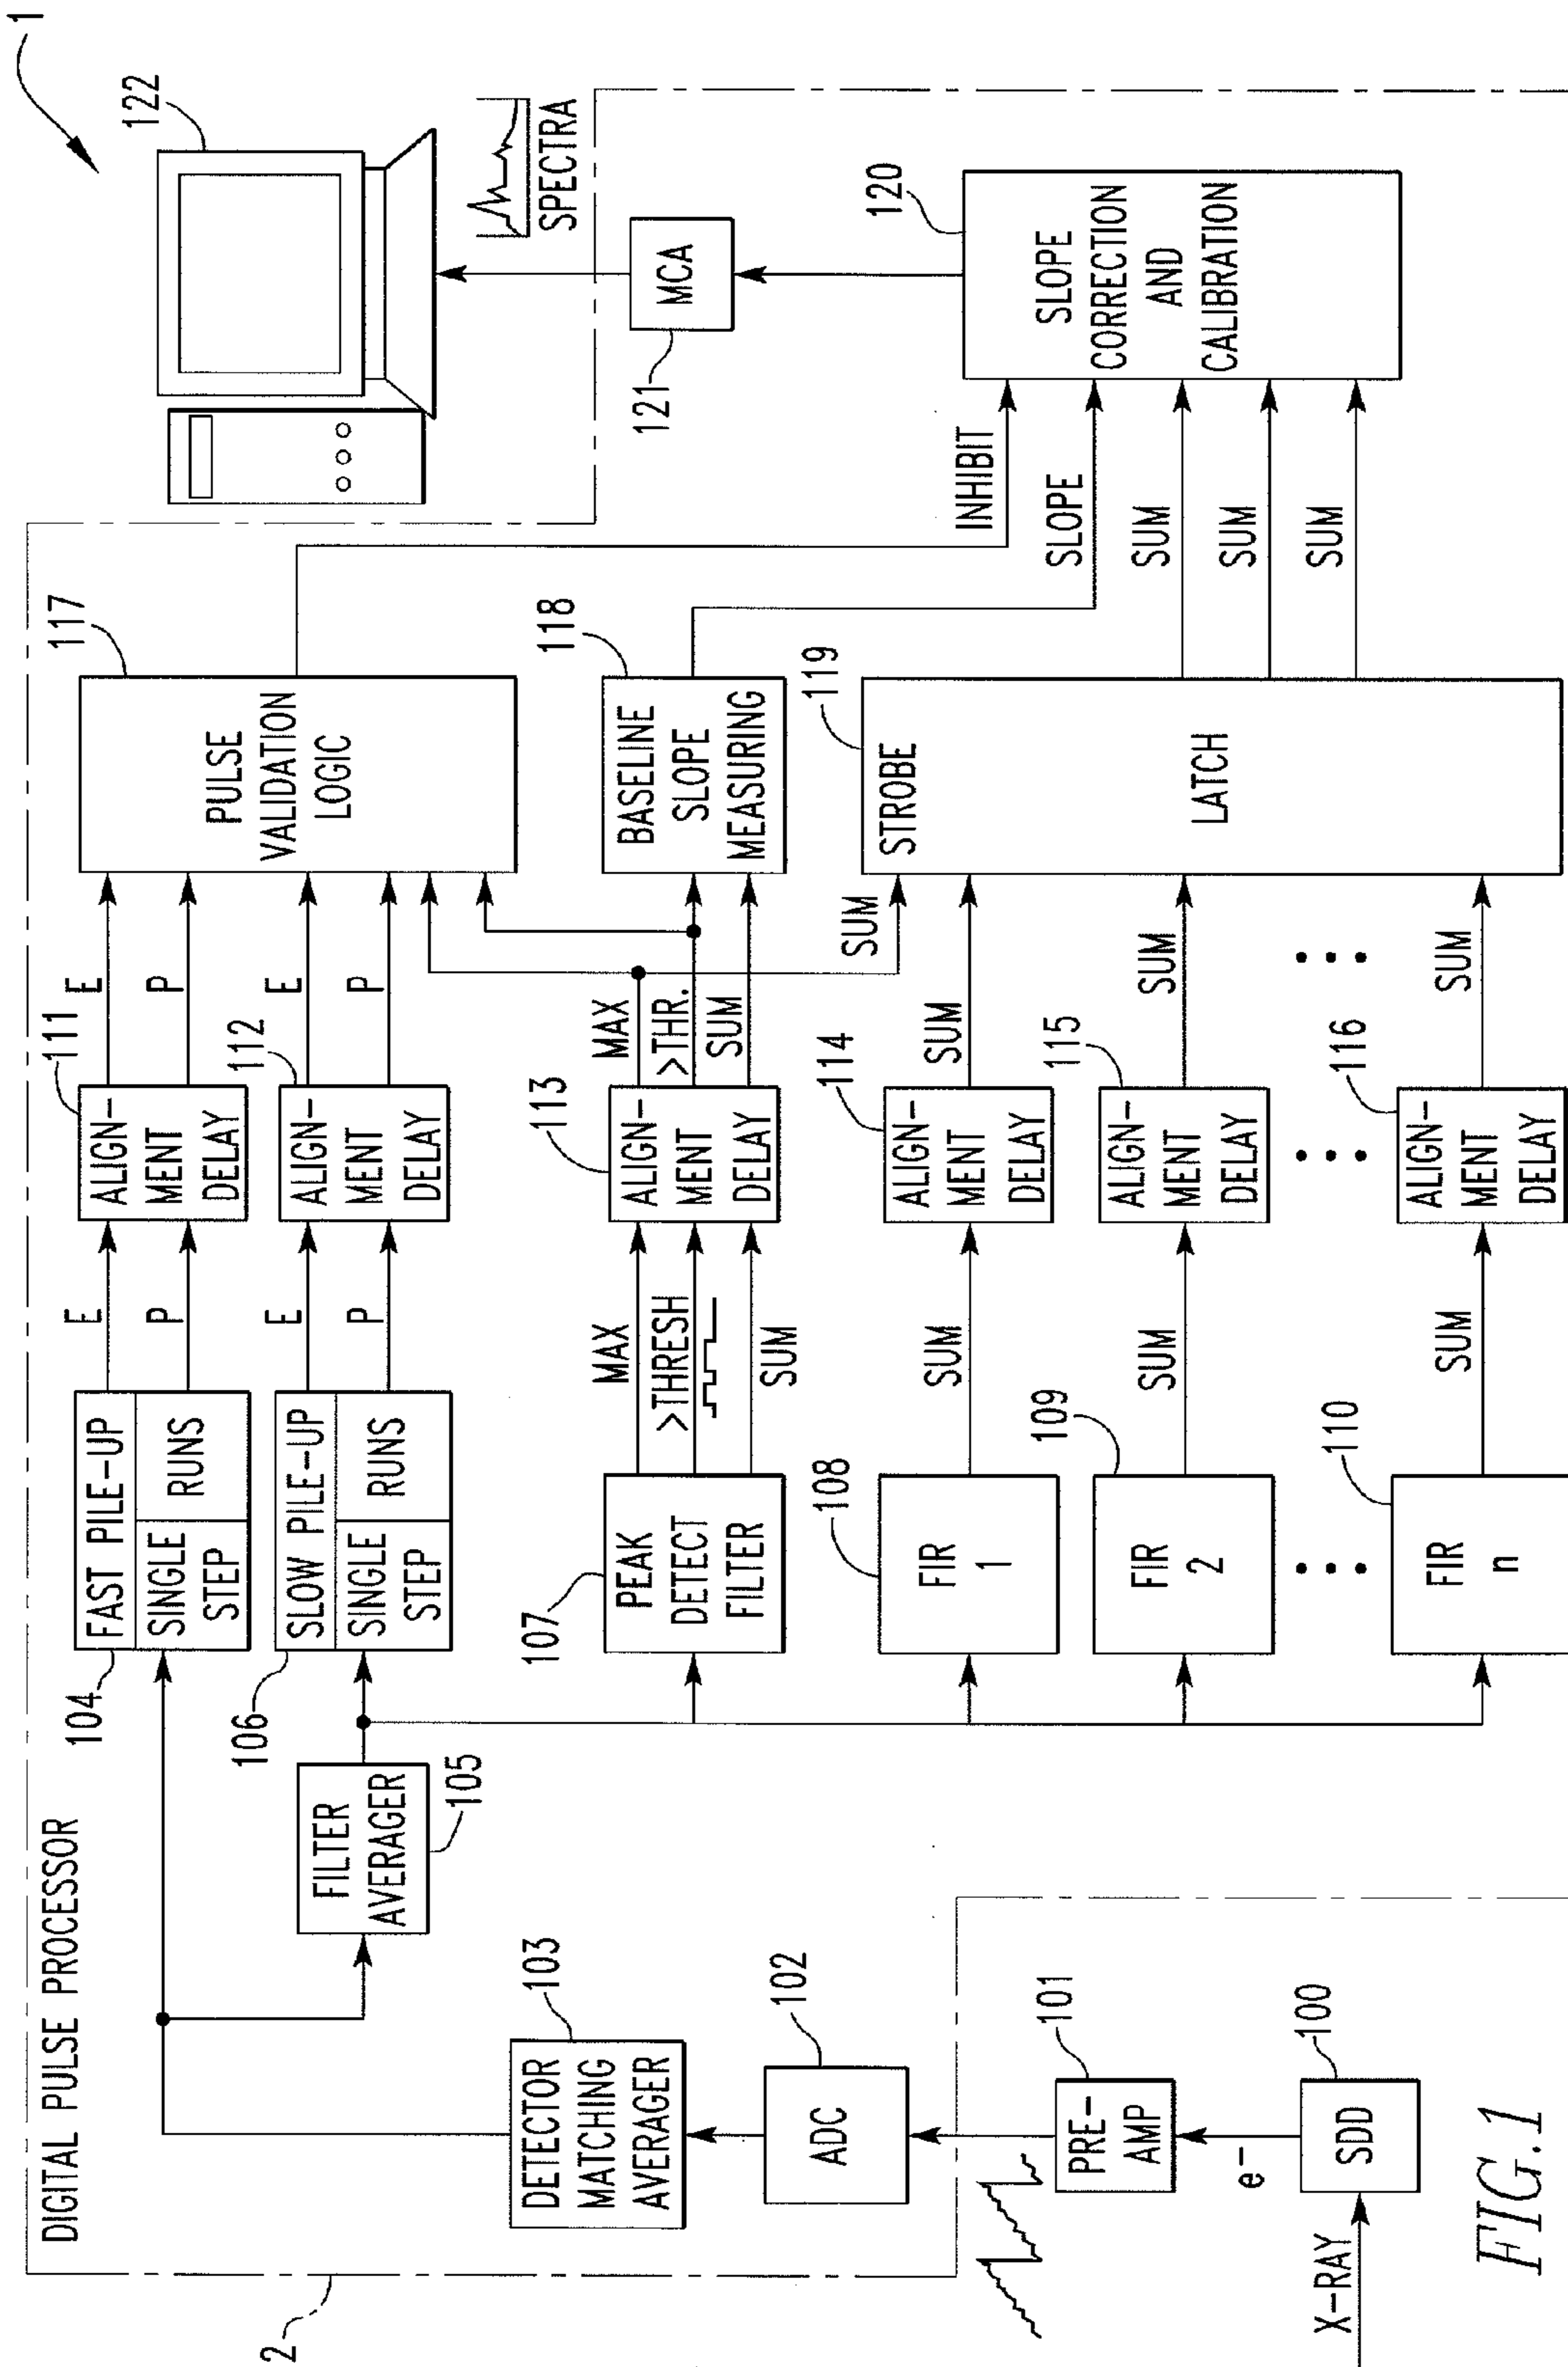 1
DIGITAL PULSE PROCESSOR
2
X-RAY
SDD
100
e-
PRE-
AMP
101
ADC
102
DETECTOR
MATCHING
AVERAGER
103
FILTER
AVERAGER
105
FAST PILE-UP
SINGLE
STEP
RUNS
104
SLOW PILE-UP
SINGLE
STEP
RUNS
106
PEAK
DETECT
FILTER
107
FIR
1
108
FIR
2
109
FIR
n
110
E
P
E
P
MAX
>THRESH
SUM
SUM
SUM
SUM
ALIGN-
MENT
DELAY
111
ALIGN-
MENT
DELAY
112
ALIGN-
MENT
DELAY
113
ALIGN-
MENT
DELAY
114
ALIGN-
MENT
DELAY
115
ALIGN-
MENT
DELAY
116
E
P
E
P
MAX
>THR.
SUM
SUM
SUM
SUM
SUM
PULSE
VALIDATION
LOGIC
117
BASELINE
SLOPE
MEASURING
118
STROBE
LATCH
119
INHIBIT
SLOPE
SUM
SUM
SUM
SLOPE
CORRECTION
AND
CALIBRATION
120
MCA
121
SPECTRA
122
FIG.1